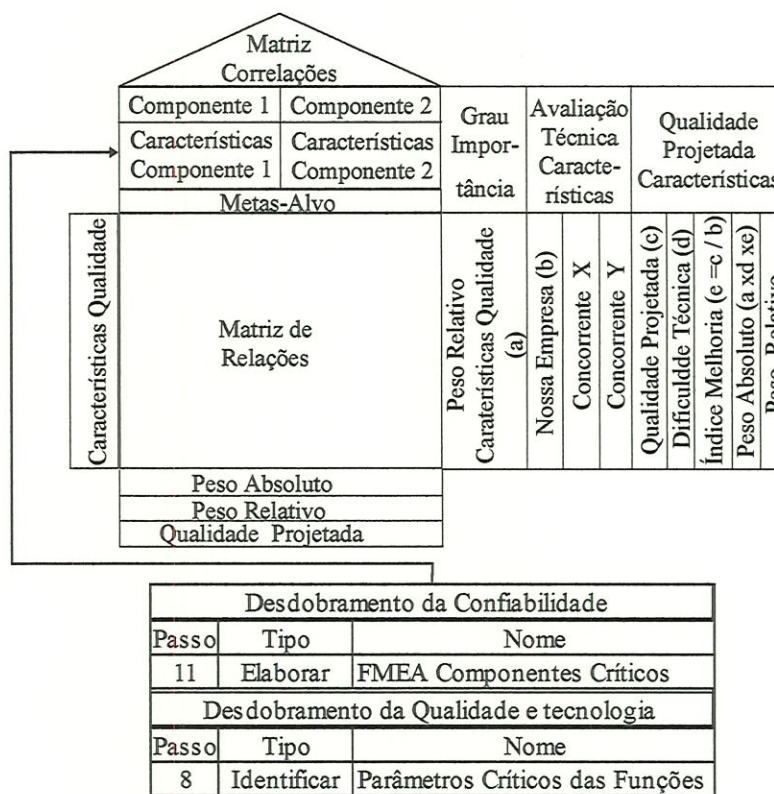 Matriz
Correlações
Componente 1 Componente 2
Características Características
Componente 1 Componente 2
Metas-Alvo
Grau
Impor-
tância
Avaliação
Técnica
Caracte-
rísticas
Qualidade
Projetada
Características
Características Qualidade
Matriz de
Relações
Peso Relativo
Caraterísticas Qualidade
(a)
Nossa Empresa (b)
Concorrente X
Concorrente Y
Qualidade Projetada (c)
Dificuldde Técnica (d)
Índice Melhoria (e =c / b)
Peso Absoluto (a xd xe)
Peso Relativo
Peso Absoluto
Peso Relativo
Qualidade Projetada
Desdobramento da Confiabilidade
Passo Tipo Nome
11 Elaborar FMEA Componentes Críticos
Desdobramento da Qualidade e tecnologia
Passo Tipo Nome
8 Identificar Parâmetros Críticos das Funções